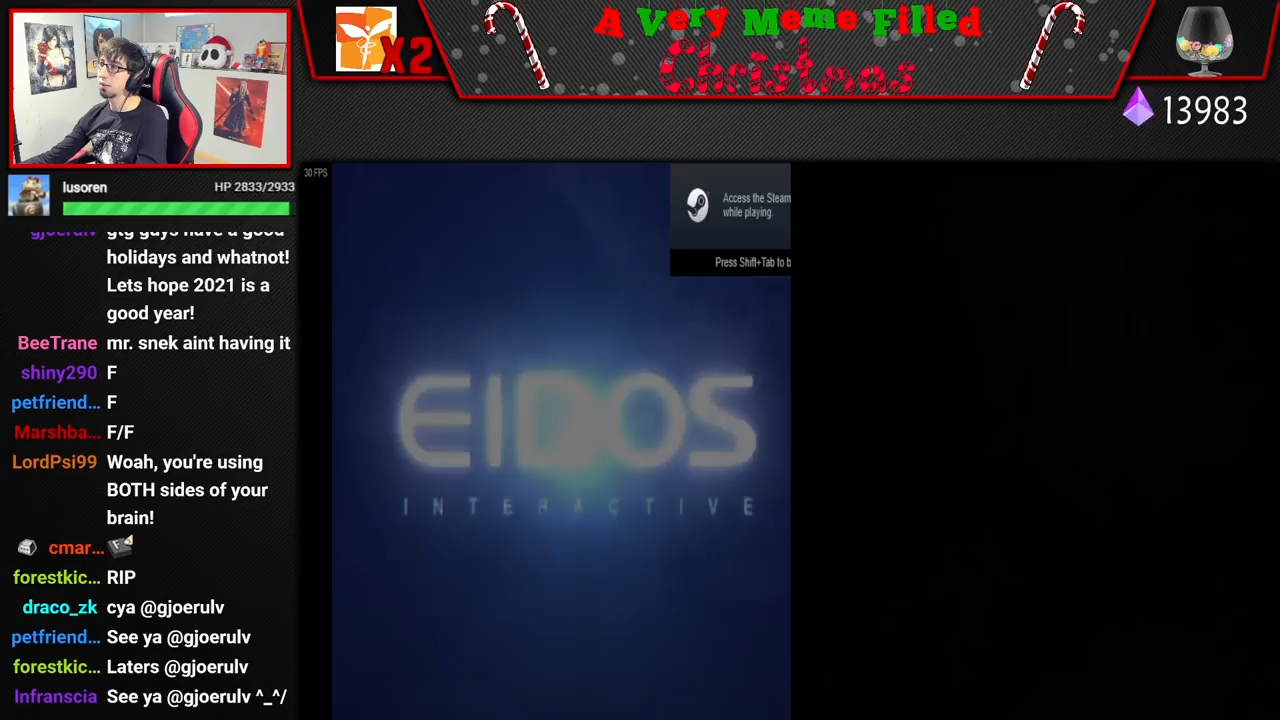 A Very Meme Filled
Christmas
X2
13983
lusoren
HP 2833/2933
gjoerulv gtg guys have a good
holidays and whatnot!
Lets hope 2021 is a
good year!
BeeTrane mr. snek aint having it
shiny290 F
petfriend... F
Marshba... F/F
LordPsi99 Woah, you're using
BOTH sides of your
brain!
cmar...
forestkic... RIP
draco_zk cya @gjoerulv
petfriend... See ya @gjoerulv
forestkic... Laters @gjoerulv
Infranscia See ya @gjoerulv ^_^/
30 FPS
Access the Steam
while playing.
Press Shift+Tab to b
EIDOS
INTERACTIVE